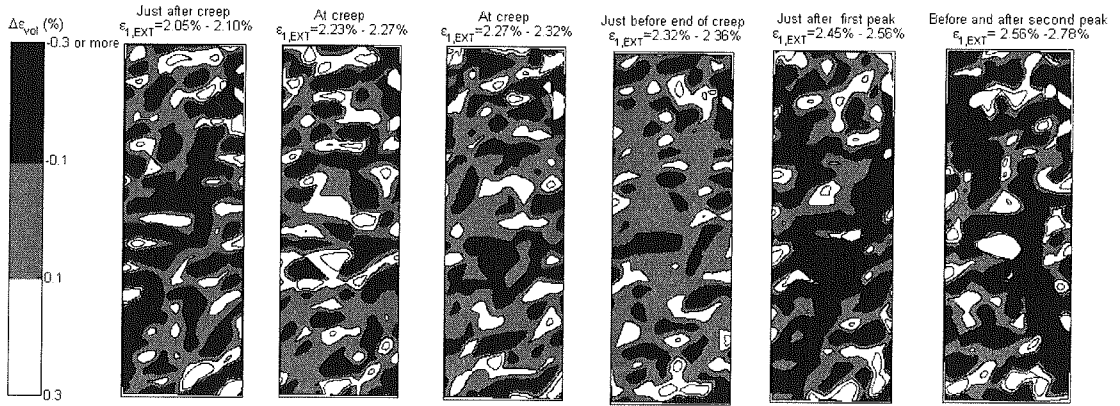 Δε_vol (%)
-0.3 or more
-0.1
0.1
0.3
Just after creep
ε_1,EXT=2.05% - 2.10%
At creep
ε_1,EXT=2.23% - 2.27%
At creep
ε_1,EXT=2.27% - 2.32%
Just before end of creep
ε_1,EXT=2.32% - 2 36%
Just after first peak
ε_1,EXT=2.45% - 2.56%
Before and after second peak
ε_1,EXT=2.56% -2.78%